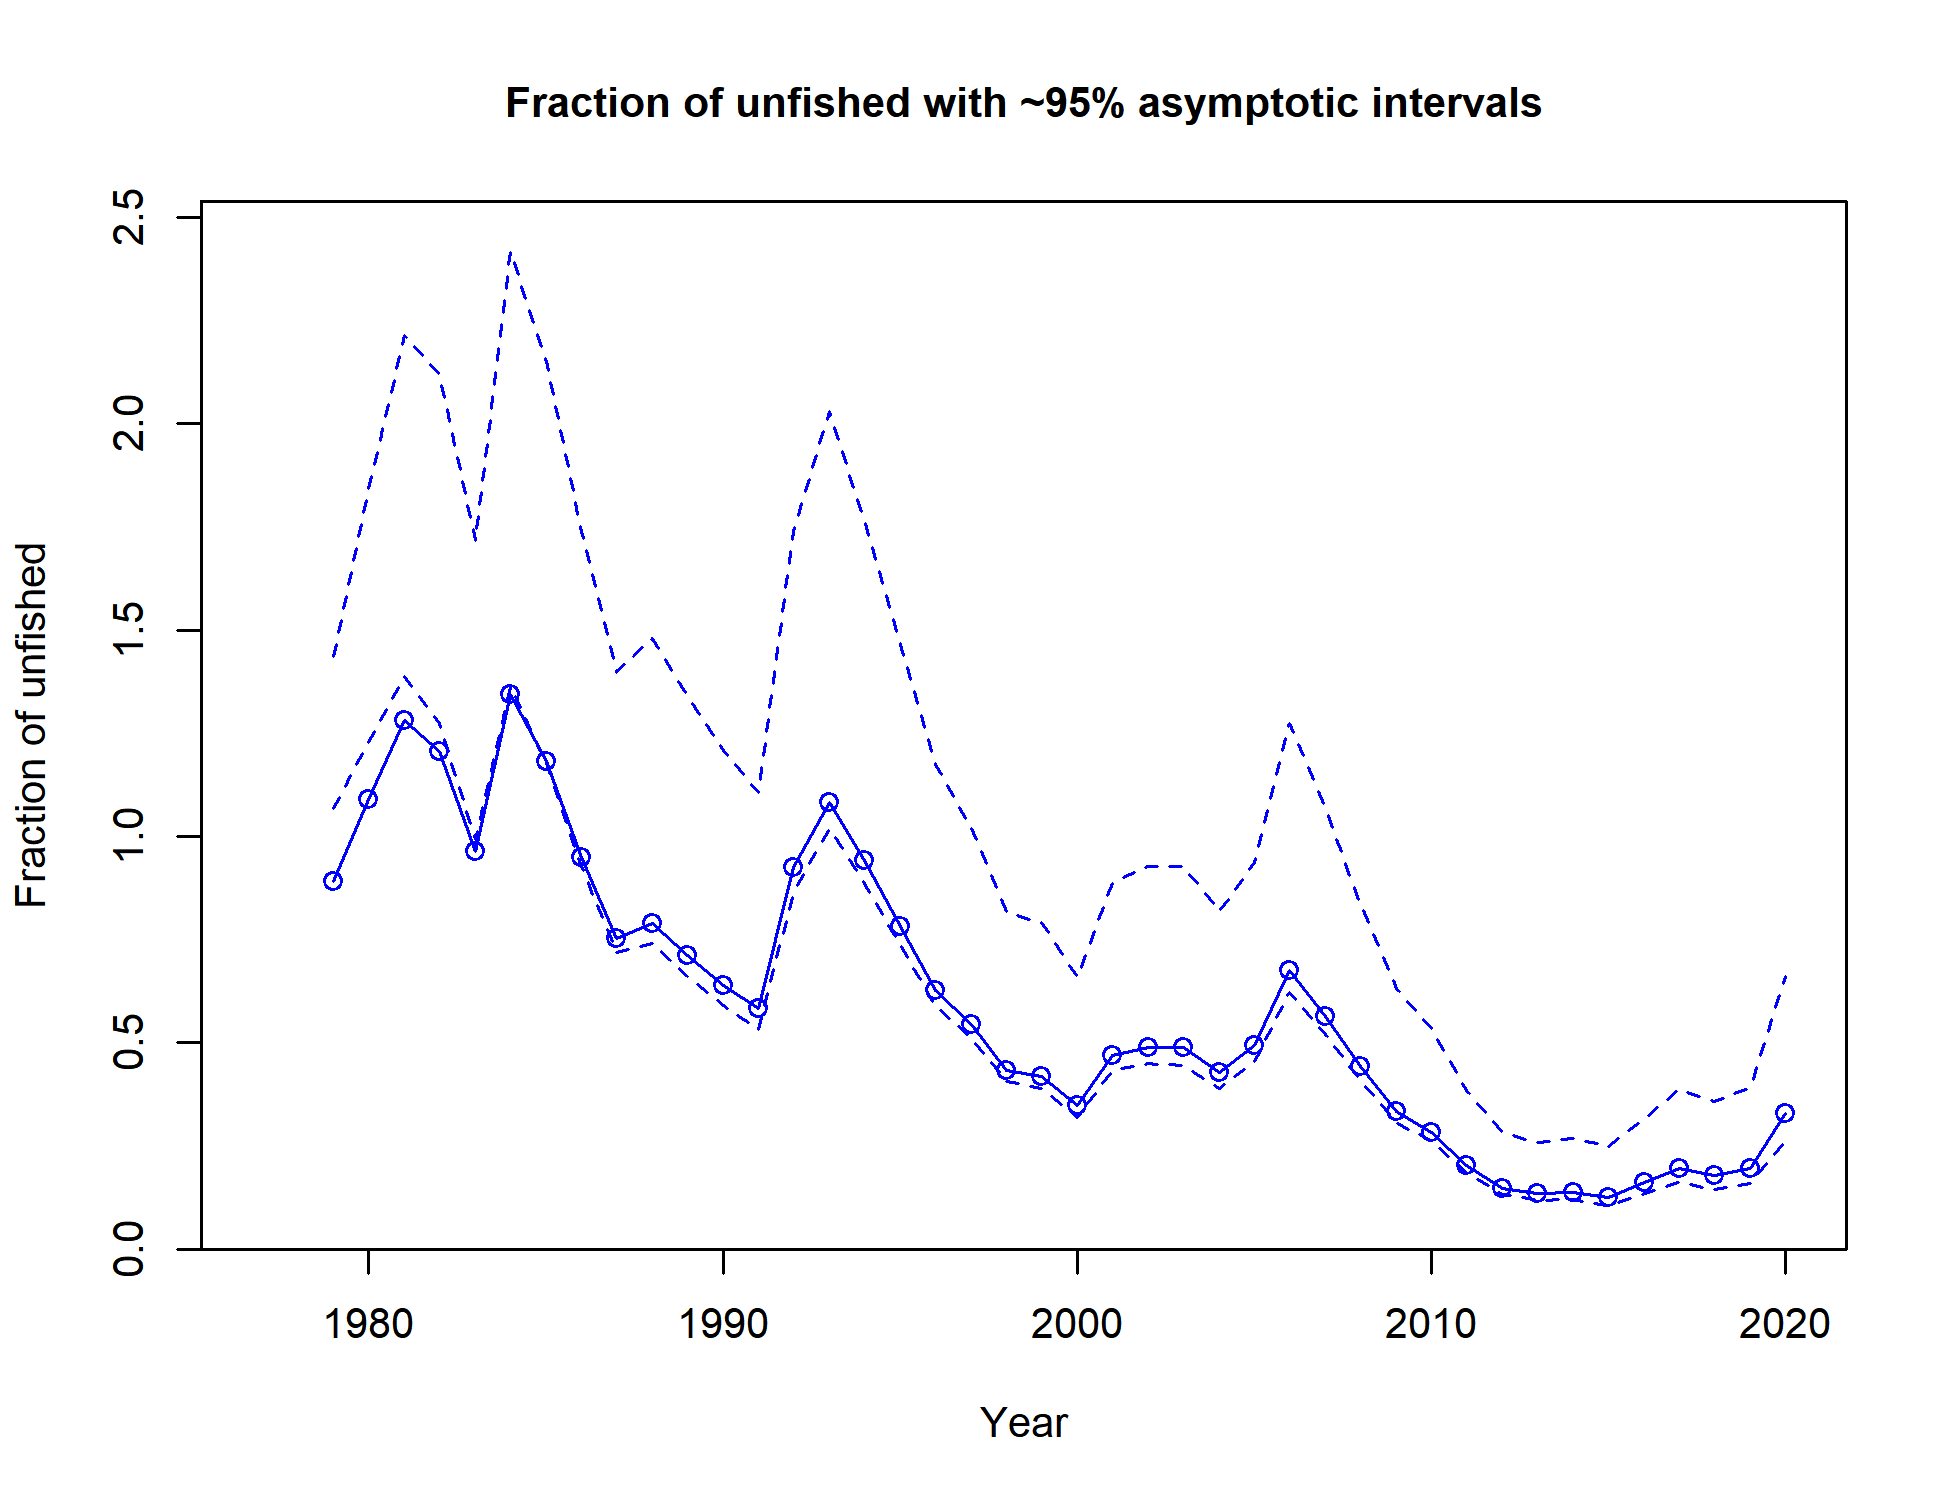 Fraction of unfished with ~95% asymptotic intervals
Fraction of unfished
2.5
2.0
1.5
1.0
0.5
0.0
1980 1990 2000 2010 2020
Year